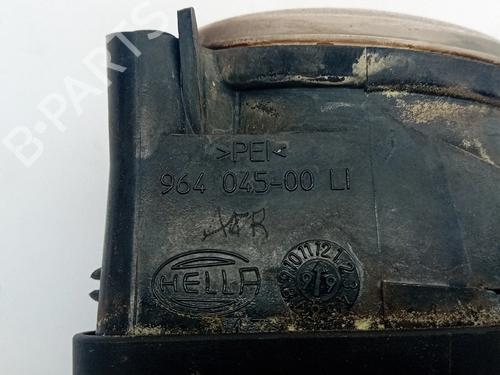 B-PARTS
>PEI<
964 045-00 LI
HELLA